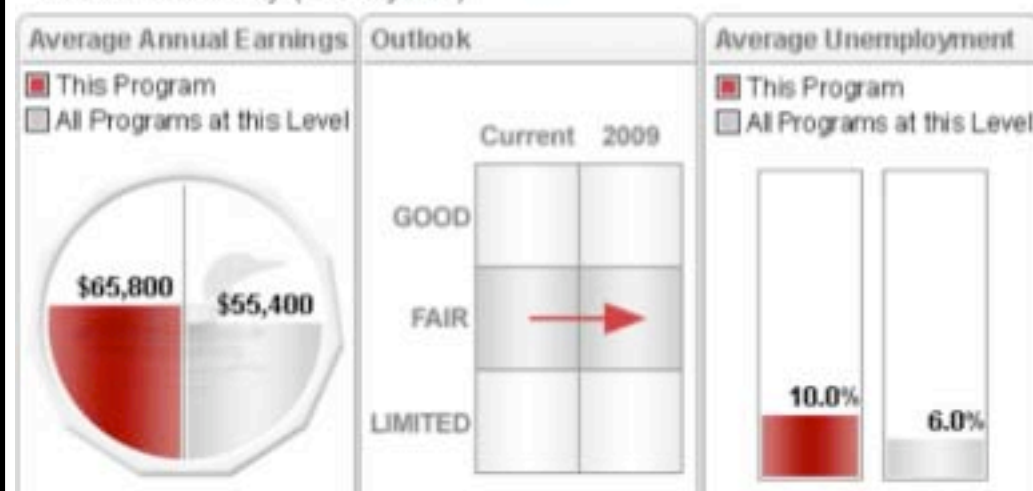 Average Annual Earnings
This Program
All Programs at this Level
$65,800
$55,400
Outlook
Current 2009
GOOD
FAIR
LIMITED
Average Unemployment
This Program
All Programs at this Level
10.0%
6.0%